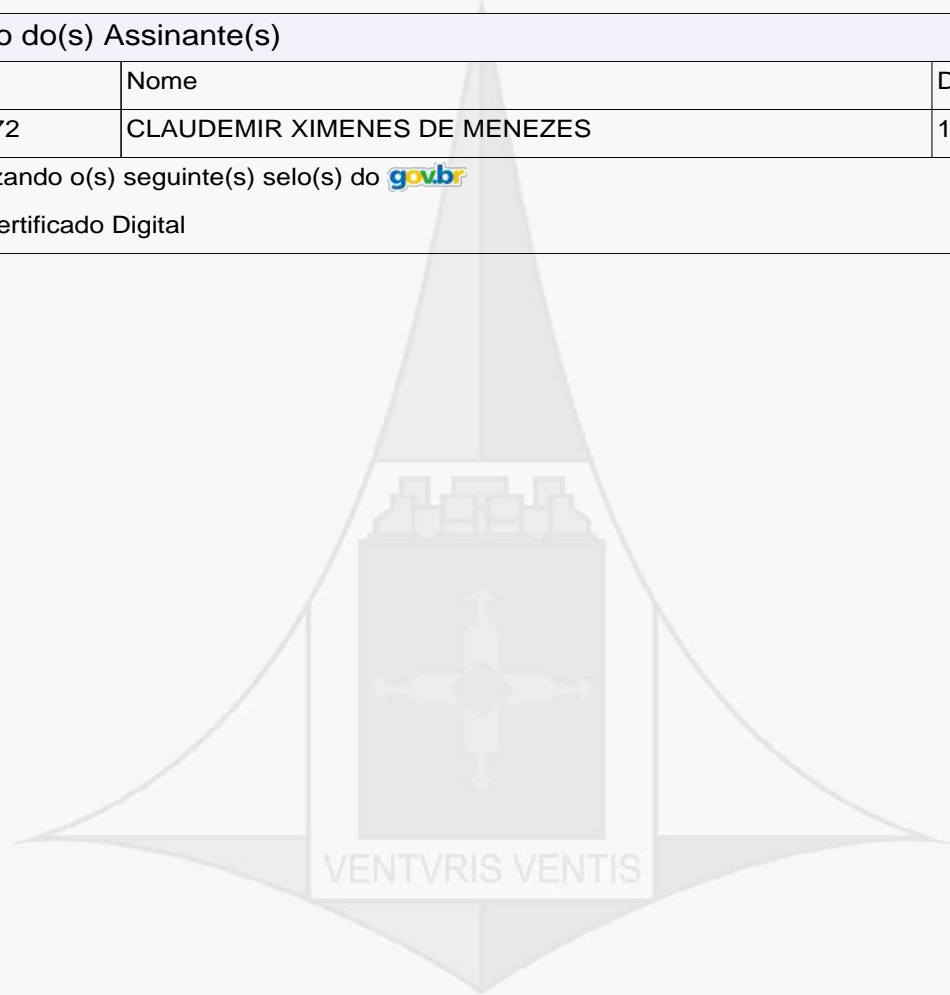 o do(s) Assinante(s)
Nome
72 CLAUDEMIR XIMENES DE MENEZES 1
zando o(s) seguinte(s) selo(s) do gov.br
ertificado Digital
VENTVRIS VENTIS